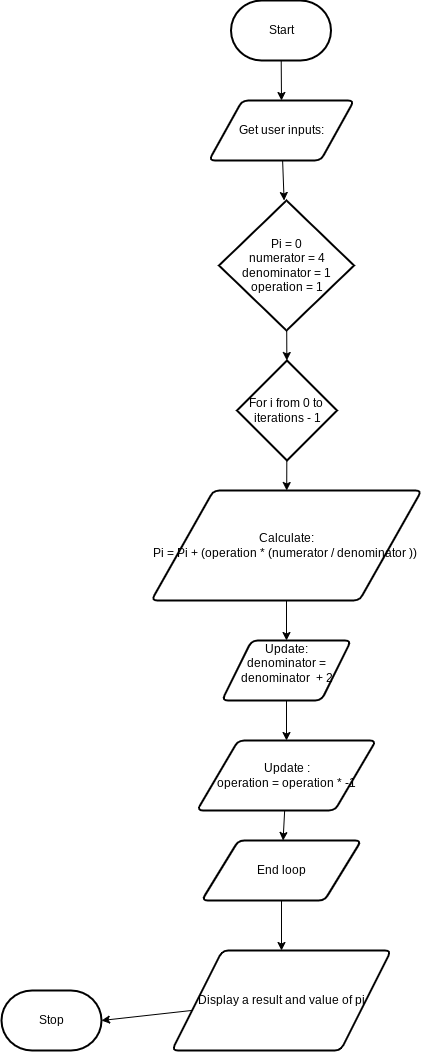 Start
Get user inputs:
Pi = 0
numerator = 4
denominator = 1
operation = 1
For i from 0 to
iterations - 1
Calculate:
Pi = Pi + (operation * (numerator / denominator ))
Update:
denominator =
denominator  + 2
Update :
operation = operation * -1
End loop
Display a result and value of pi
Stop